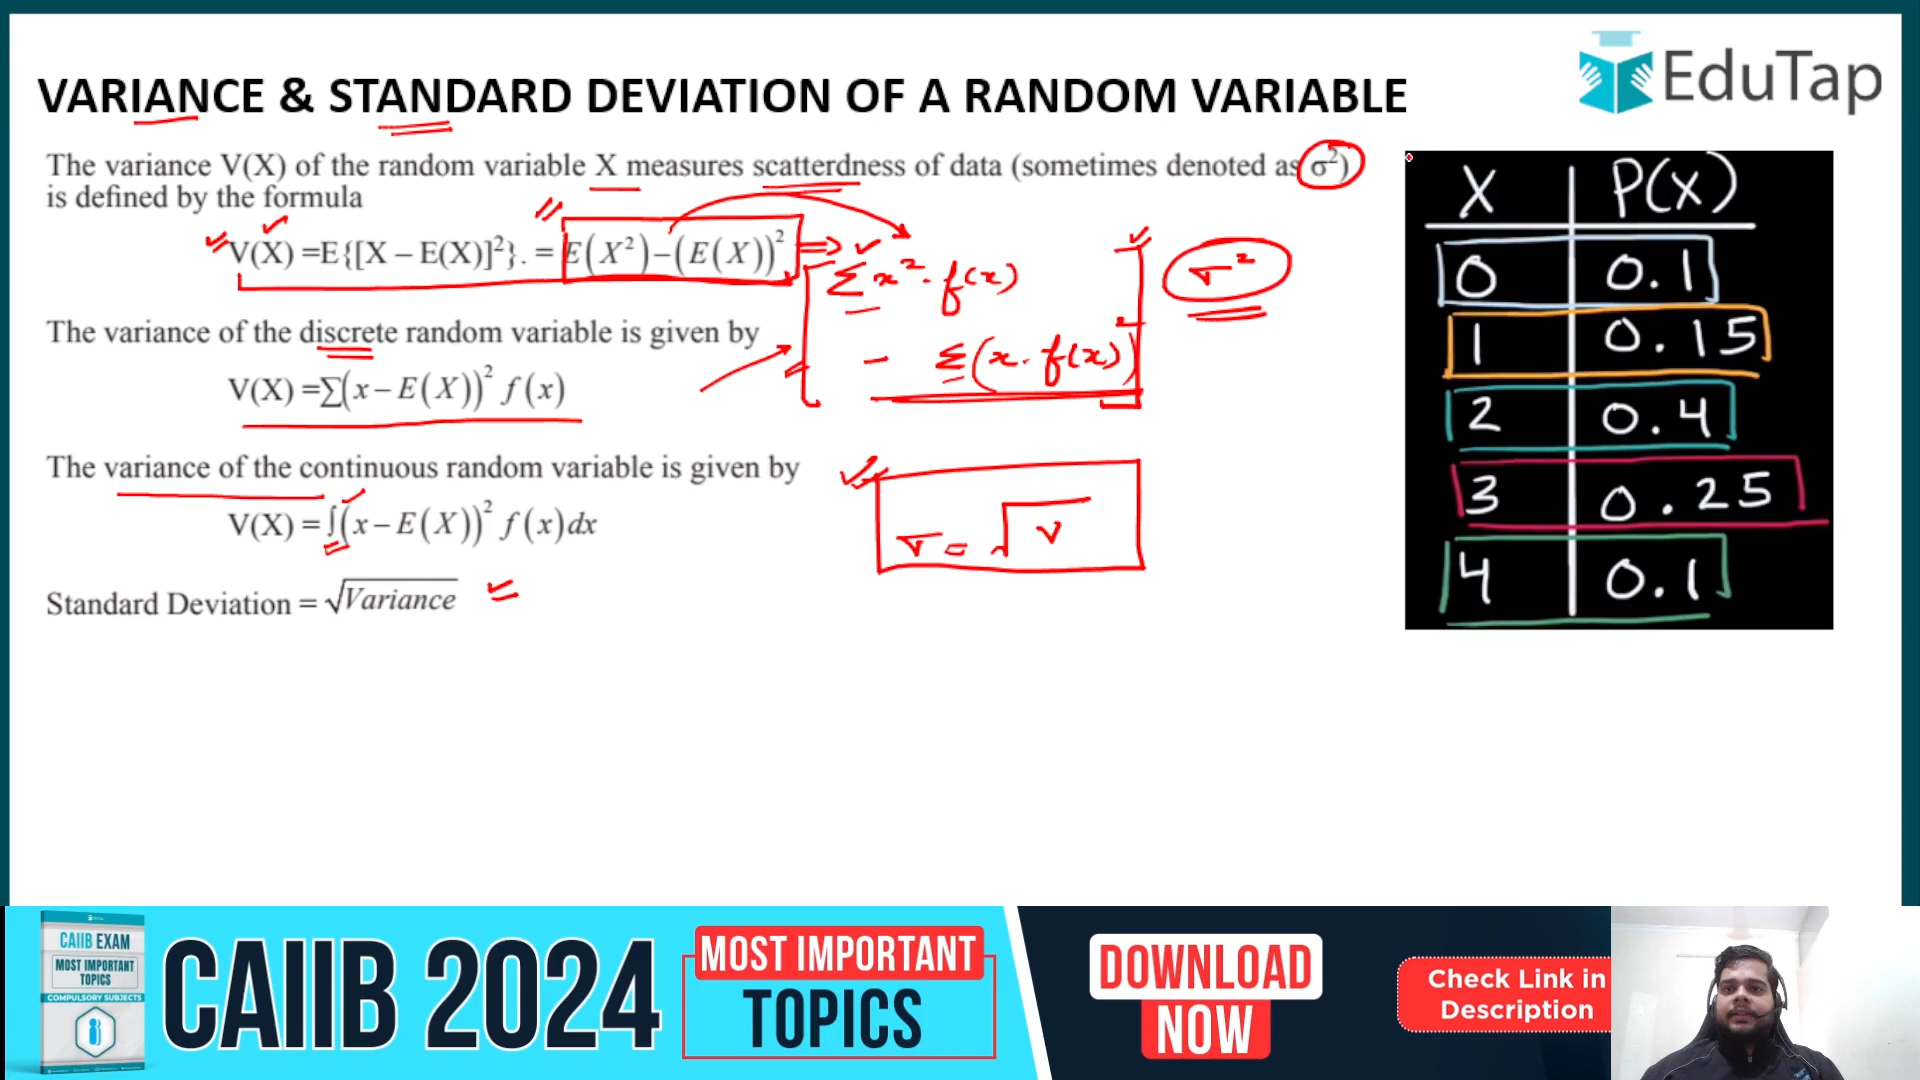 VARIANCE & STANDARD DEVIATION OF A RANDOM VARIABLE
EduTap
The variance V(X) of the random variable X measures scatterdness of data (sometimes denoted as σ²)
is defined by the formula
V(X) =E{[X – E(X)]²}. = E(X²)–(E(X))²
Σ x² · f(x)
– Σ(x · f(x))²
σ²
The variance of the discrete random variable is given by
V(X) =∑(x – E(X))² f(x)
The variance of the continuous random variable is given by
V(X) = ∫(x – E(X))² f(x)dx
σ = √V
Standard Deviation = √Variance
X P(X)
0 0.1
1 0.15
2 0.4
3 0.25
4 0.1
CAIIB EXAM
MOST IMPORTANT
TOPICS
COMPULSORY SUBJECTS
CAIIB 2024
MOST IMPORTANT
TOPICS
DOWNLOAD
NOW
Check Link in
Description